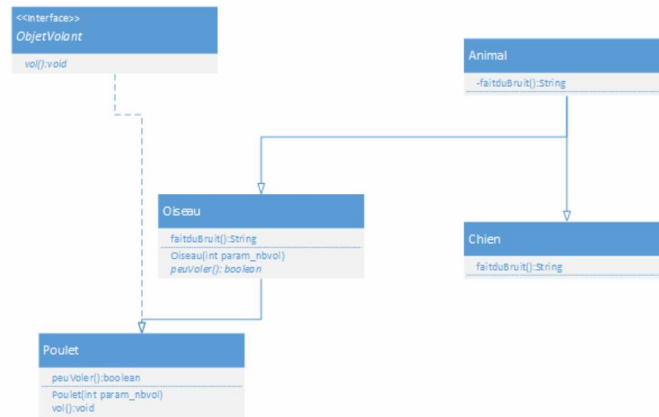 <<Interface>>
ObjetVolant
vol():void
Animal
-faitduBruit():String
Oiseau
faitduBruit():String
Oiseau(int param_nbvol)
peuVoler(): boolean
Chien
faitduBruit():String
Poulet
peuVoler():boolean
Poulet(int param_nbvol)
vol():void